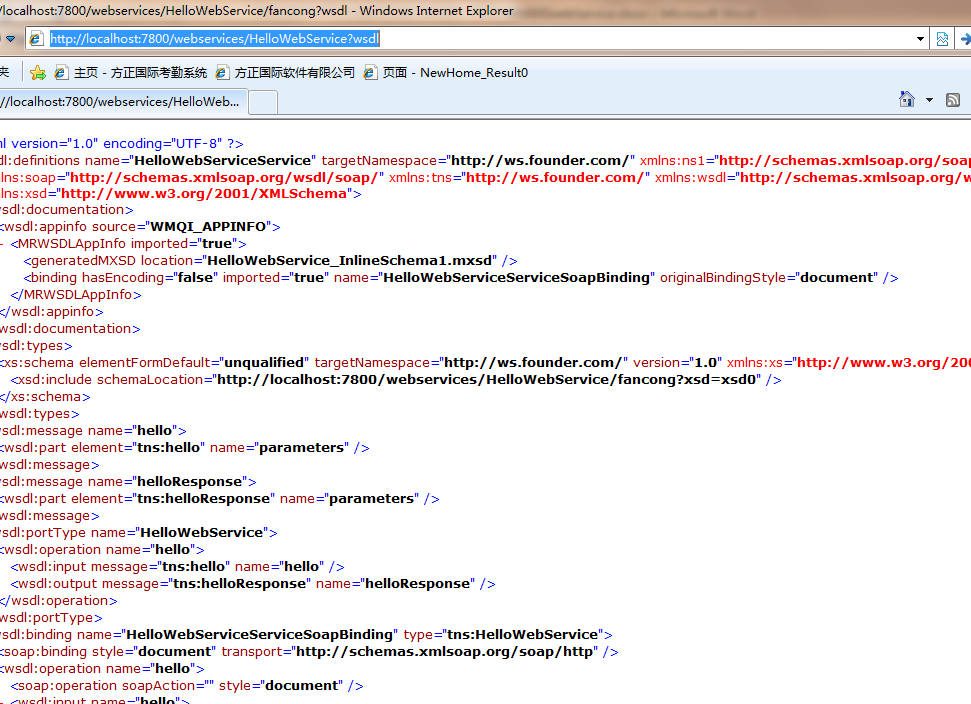 /localhost:7800/webservices/HelloWebService/fancong?wsdl - Windows Internet Explorer
http://localhost:7800/webservices/HelloWebService?wsdl
夹 主页 - 方正国际考勤系统 方正国际软件有限公司 页面 - NewHome_Result0
//localhost:7800/webservices/HelloWeb...
ml version="1.0" encoding="UTF-8" ?>
dl:definitions name="HelloWebServiceService" targetNamespace="http://ws.founder.com/" xmlns:ns1="http://schemas.xmlsoap.org/soap
lns:soap="http://schemas.xmlsoap.org/wsdl/soap/" xmlns:tns="http://ws.founder.com/" xmlns:wsdl="http://schemas.xmlsoap.org/w
lns:xsd="http://www.w3.org/2001/XMLSchema">
wsdl:documentation>
<wsdl:appinfo source="WMQI_APPINFO">
- <MRWSDLAppInfo imported="true">
<generatedMXSD location="HelloWebService_InlineSchema1.mxsd" />
<binding hasEncoding="false" imported="true" name="HelloWebServiceServiceSoapBinding" originalBindingStyle="document" />
</MRWSDLAppInfo>
</wsdl:appinfo>
wsdl:documentation>
wsdl:types>
<xs:schema elementFormDefault="unqualified" targetNamespace="http://ws.founder.com/" version="1.0" xmlns:xs="http://www.w3.org/200
<xsd:include schemaLocation="http://localhost:7800/webservices/HelloWebService/fancong?xsd=xsd0" />
</xs:schema>
wsdl:types>
wsdl:message name="hello">
<wsdl:part element="tns:hello" name="parameters" />
wsdl:message>
wsdl:message name="helloResponse">
<wsdl:part element="tns:helloResponse" name="parameters" />
wsdl:message>
wsdl:portType name="HelloWebService">
<wsdl:operation name="hello">
<wsdl:input message="tns:hello" name="hello" />
<wsdl:output message="tns:helloResponse" name="helloResponse" />
</wsdl:operation>
wsdl:portType>
wsdl:binding name="HelloWebServiceServiceSoapBinding" type="tns:HelloWebService">
<soap:binding style="document" transport="http://schemas.xmlsoap.org/soap/http" />
<wsdl:operation name="hello">
<soap:operation soapAction="" style="document" />
- <wsdl:input name="hello">